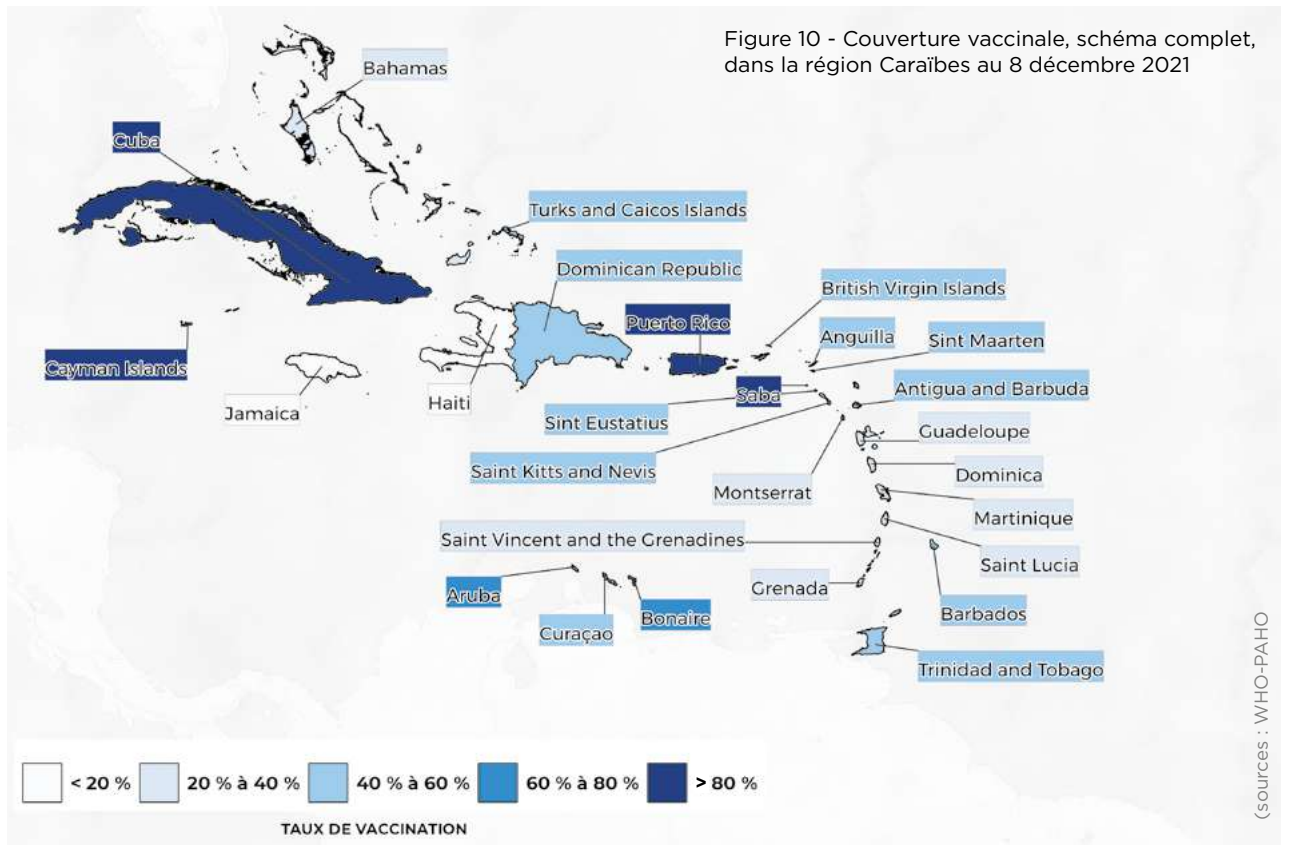 Figure 10 - Couverture vaccinale, schéma complet,
dans la région Caraïbes au 8 décembre 2021
Bahamas
Cuba
Turks and Caicos Islands
Dominican Republic
British Virgin Islands
Puerto Rico
Anguilla
Sint Maarten
Cayman Islands
Saba
Antigua and Barbuda
Jamaica
Haiti
Sint Eustatius
Guadeloupe
Saint Kitts and Nevis
Dominica
Montserrat
Martinique
Saint Vincent and the Grenadines
Saint Lucia
Aruba
Grenada
Bonaire
Barbados
Curaçao
Trinidad and Tobago
< 20 %
20 % à 40 %
40 % à 60 %
60 % à 80 %
> 80 %
TAUX DE VACCINATION
(sources : WHO-PAHO